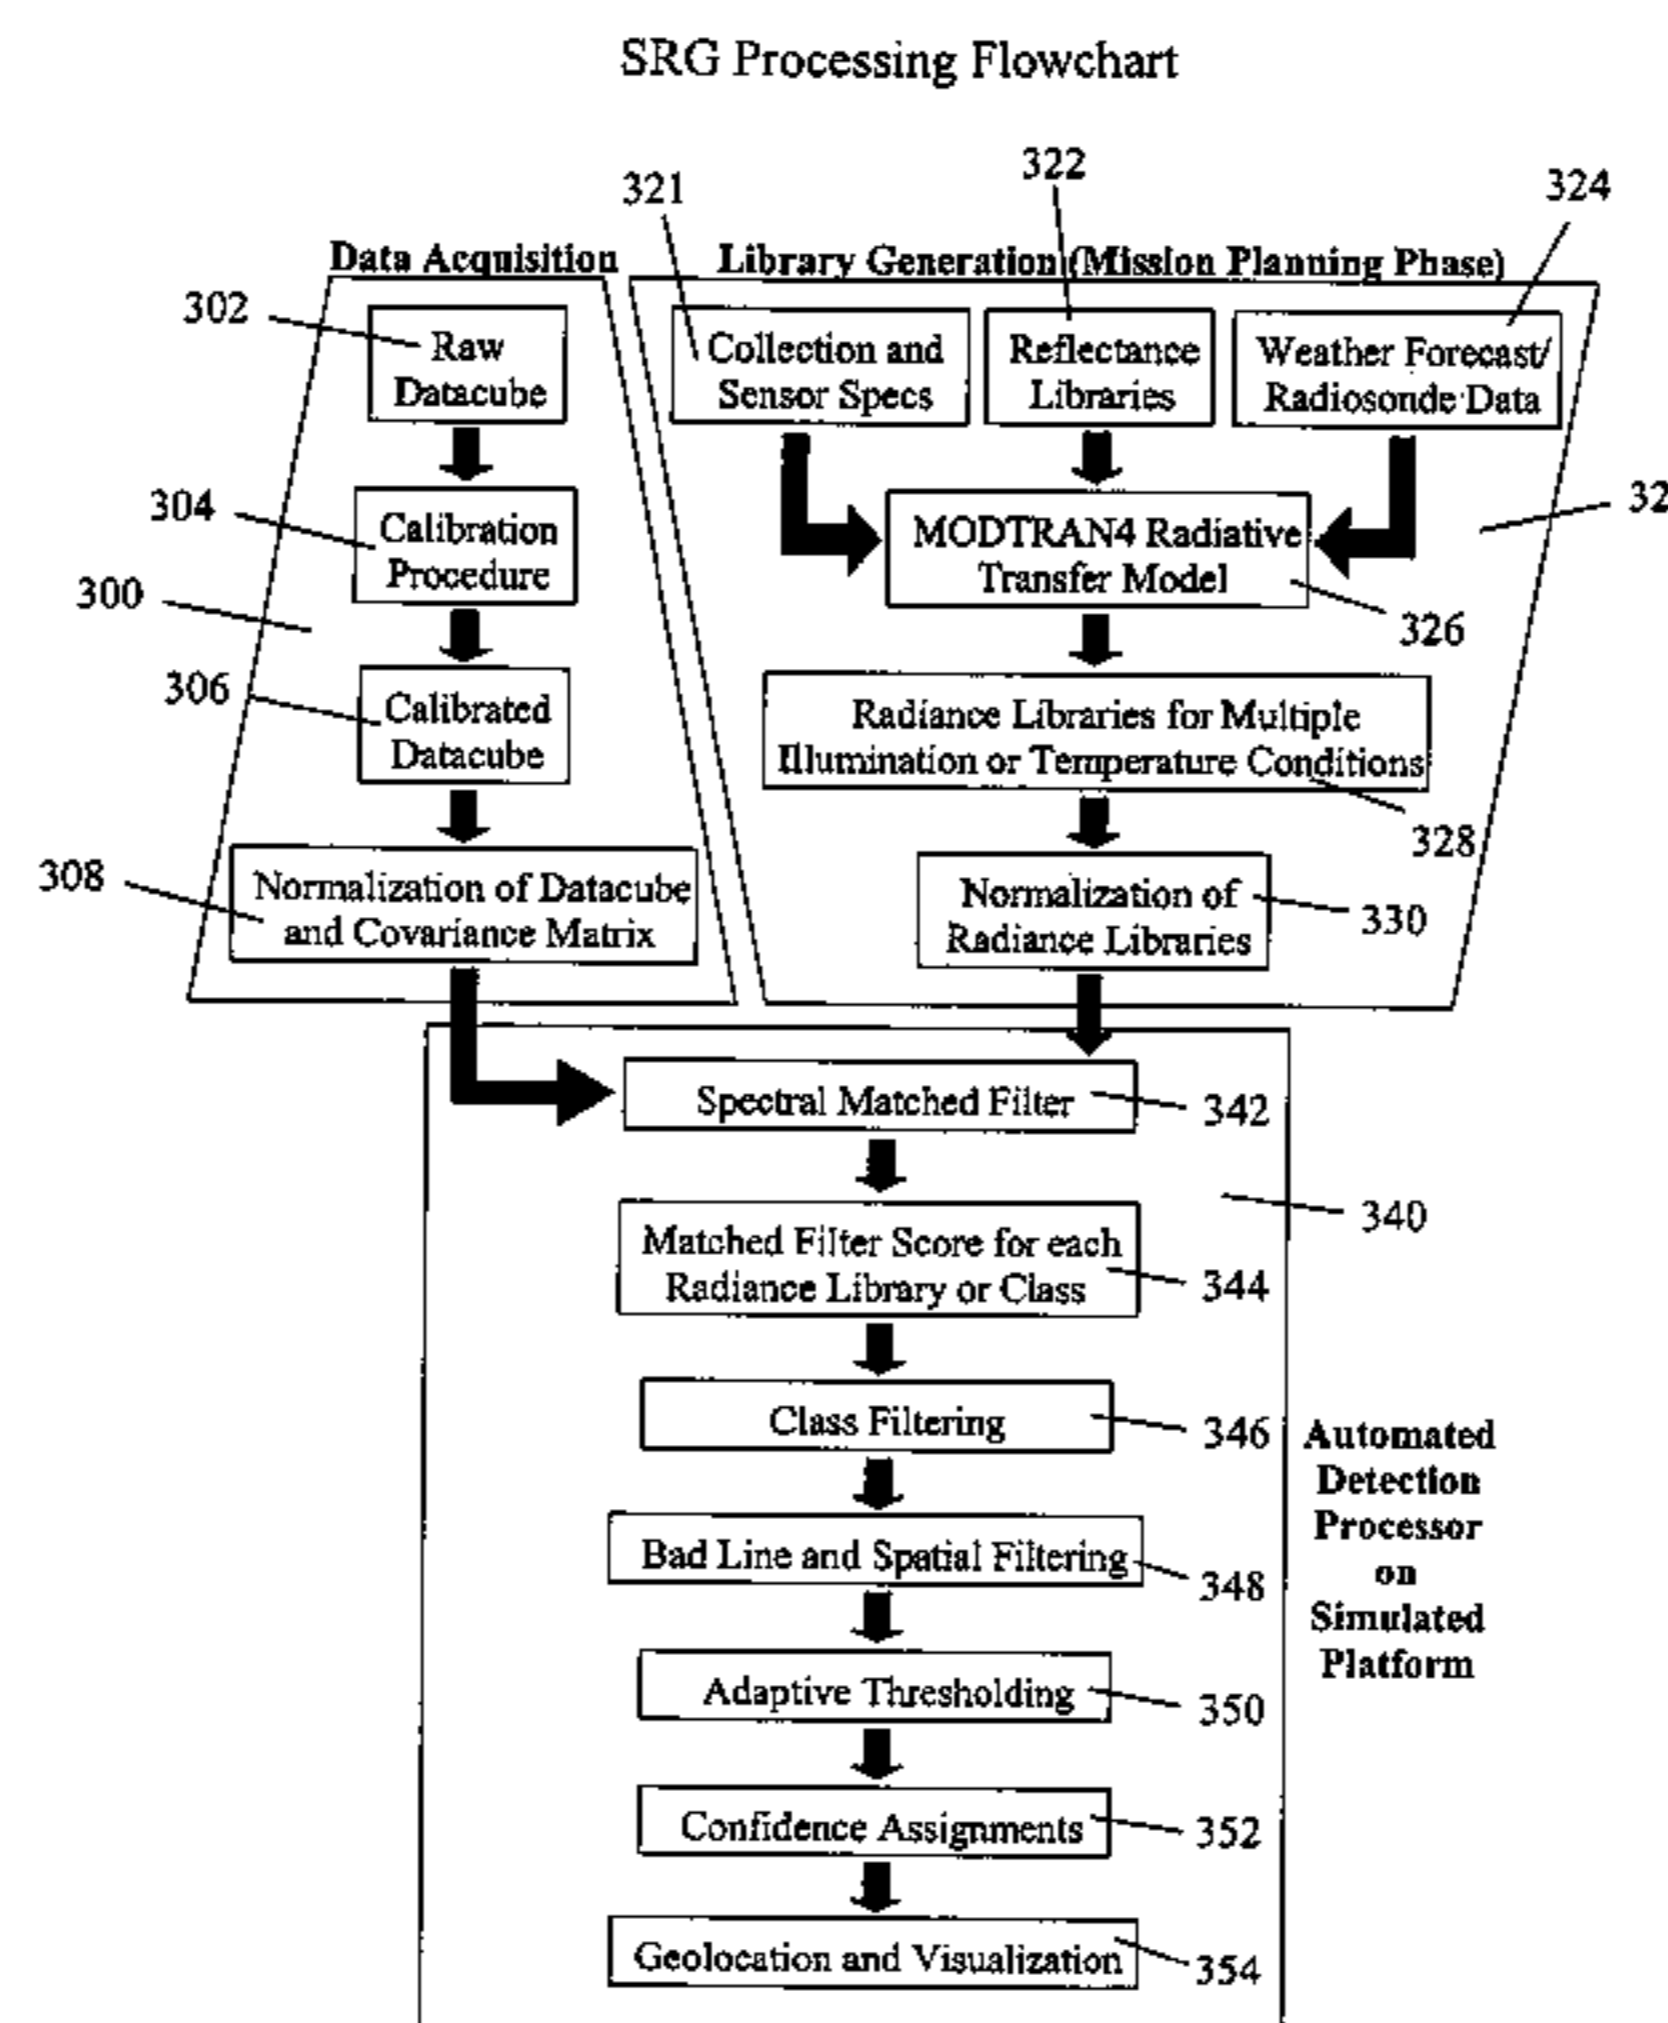 SRG Processing Flowchart
321
322
324
Data Acquisition
Library Generation (Mission Planning Phase)
302
Raw
Datacube
Collection and
Sensor Specs
Reflectance
Libraries
Weather Forecast/
Radiosonde Data
304
Calibration
Procedure
MODTRAN4 Radiative
Transfer Model
32
300
326
306
Calibrated
Datacube
Radiance Libraries for Multiple
Illumination or Temperature Conditions
328
308
Normalization of Datacube
and Covariance Matrix
Normalization of
Radiance Libraries
330
Spectral Matched Filter
342
340
Matched Filter Score for each
Radiance Library or Class
344
Class Filtering
346
Automated
Detection
Processor
on
Simulated
Platform
Bad Line and Spatial Filtering
348
Adaptive Thresholding
350
Confidence Assignments
352
Geolocation and Visualization
354